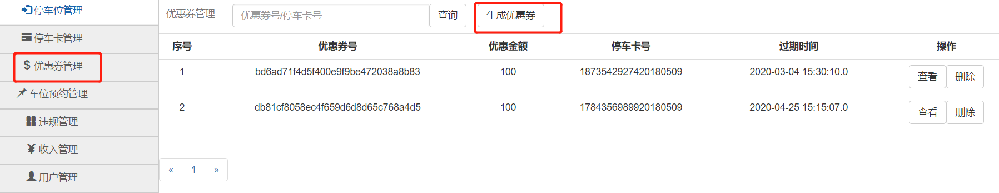 停车位管理
停车卡管理
$ 优惠券管理
车位预约管理
违规管理
¥ 收入管理
用户管理
优惠券管理 优惠券号/停车卡号 查询 生成优惠券
序号 优惠券号 优惠金额 停车卡号 过期时间 操作
1 bd6ad71f4d5f400e9f9be472038a8b83 100 1873542927420180509 2020-03-04 15:30:10.0 查看 删除
2 db81cf8058ec4f659d6d8d65c768a4d5 100 1784356989920180509 2020-04-25 15:15:07.0 查看 删除
« 1 »